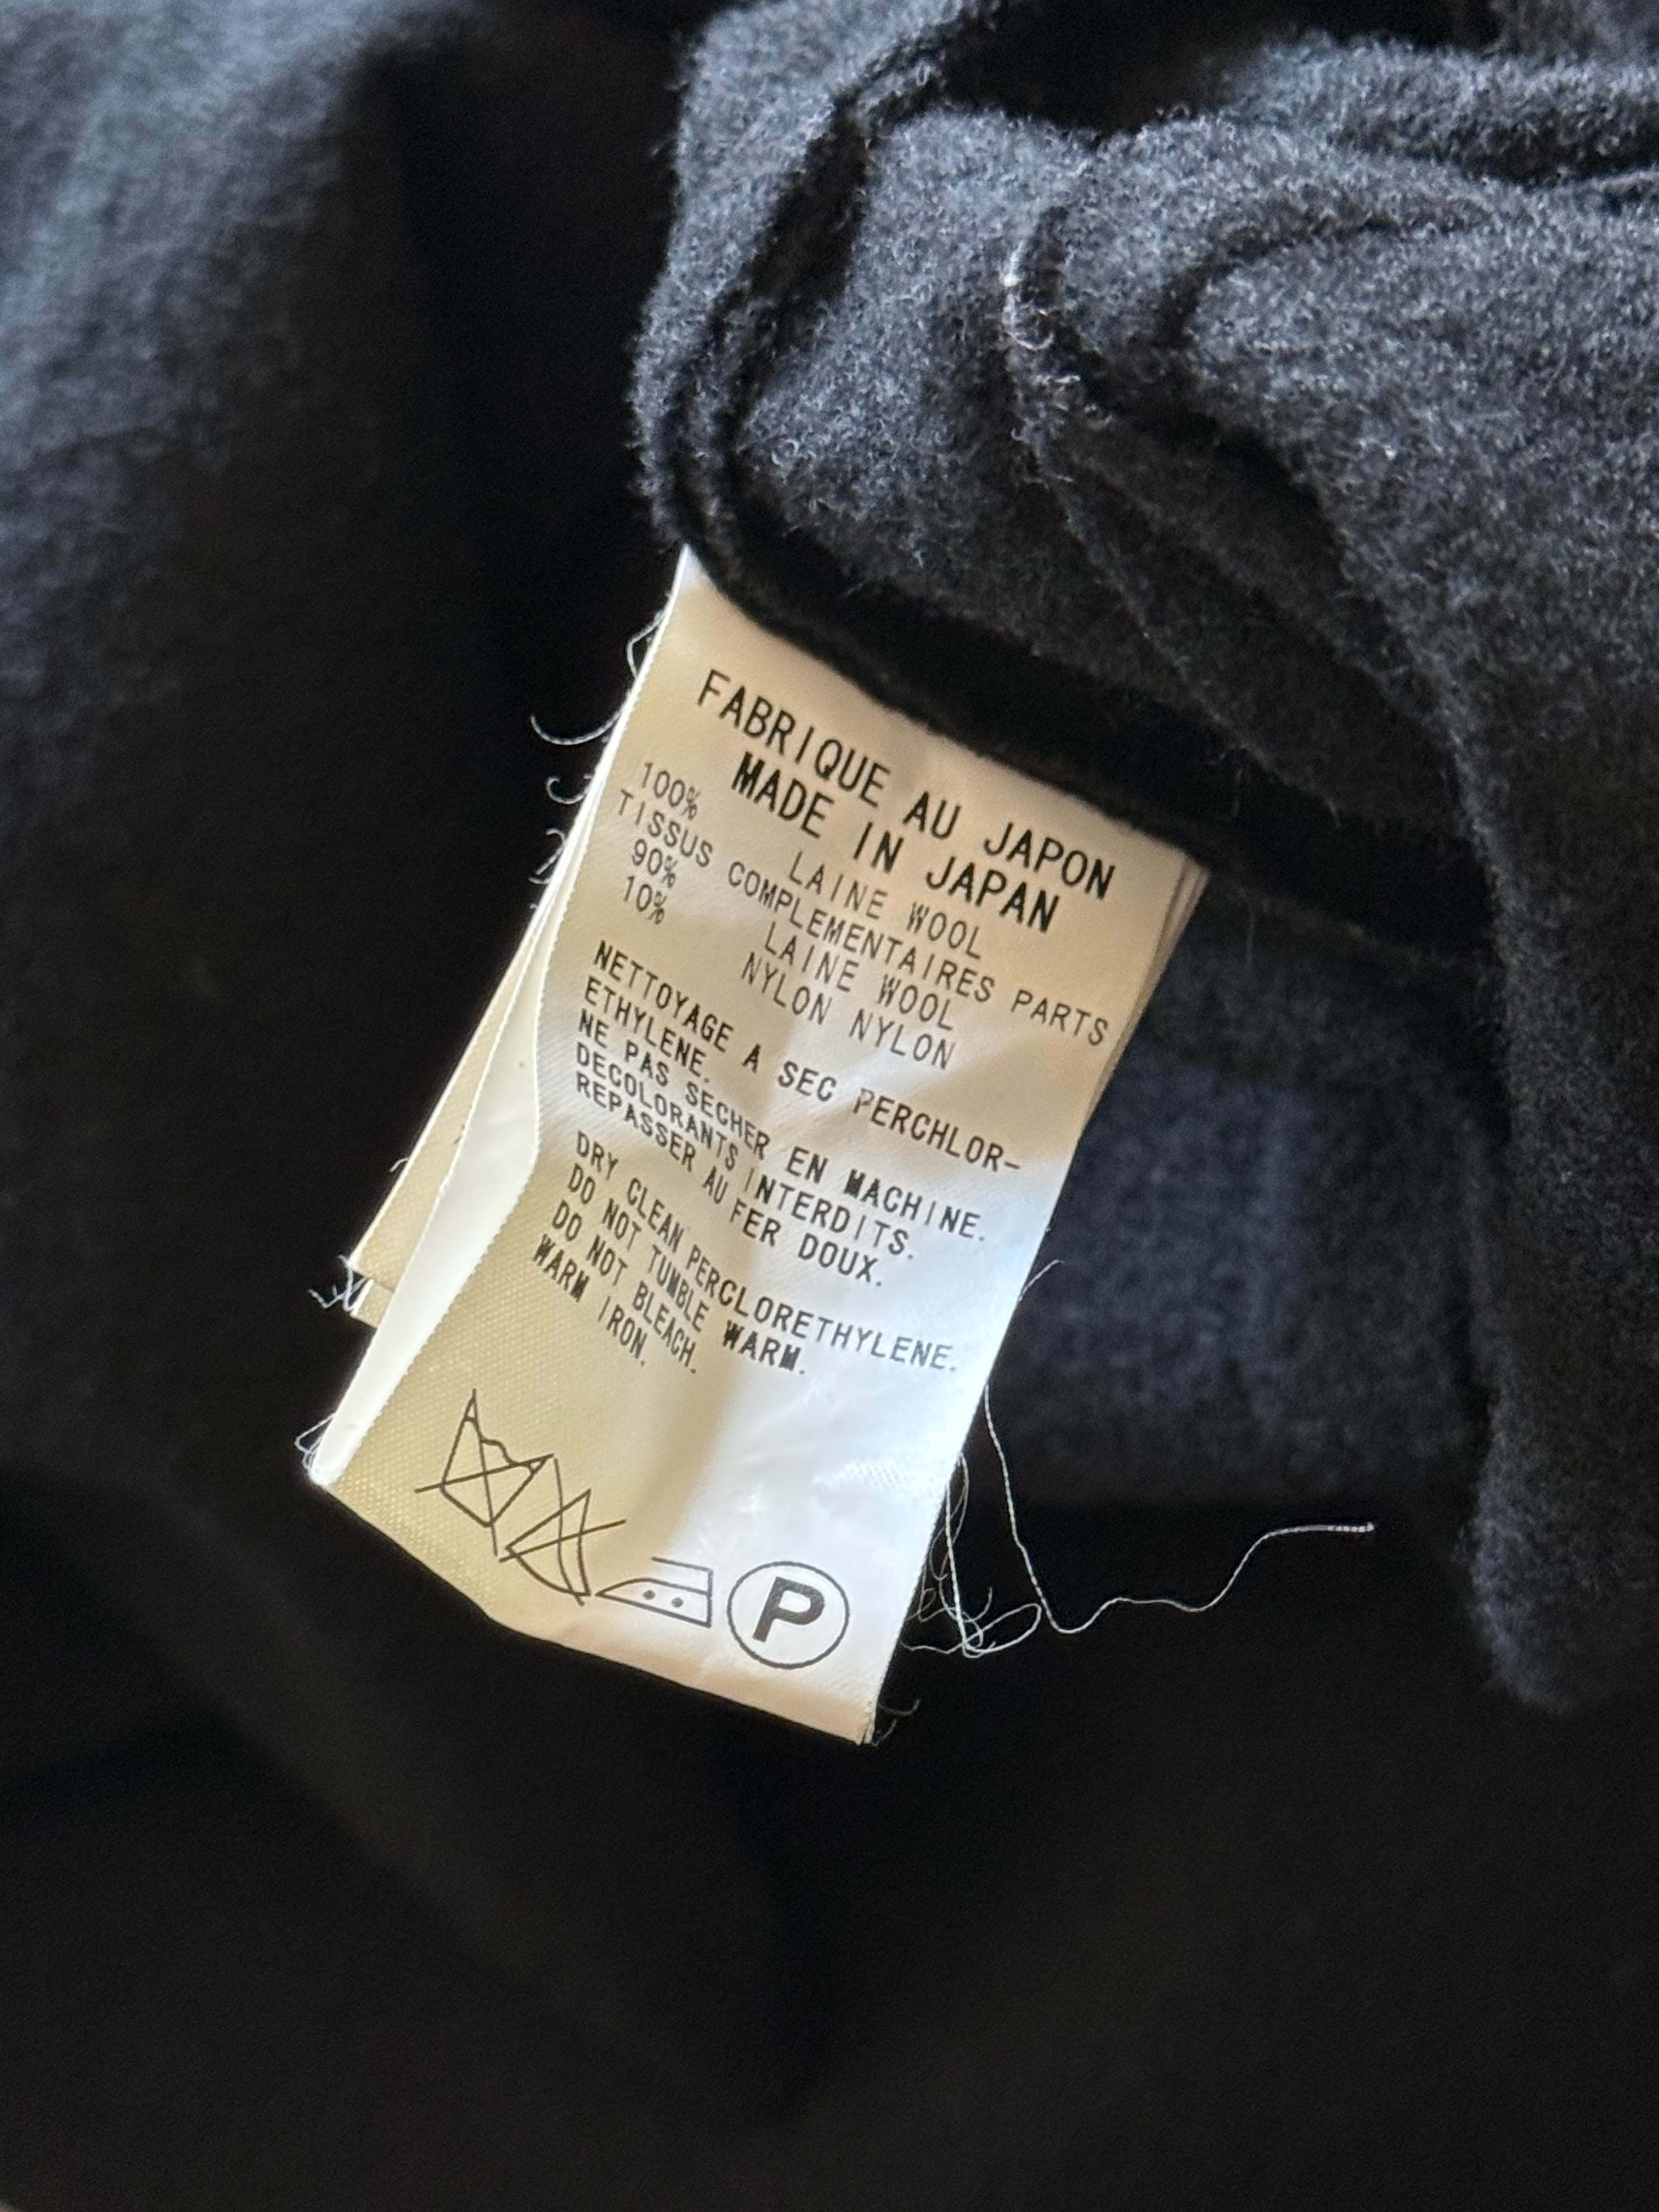 FABRIQUE AU JAPON
MADE IN JAPAN
100% LAINE WOOL
TISSUS COMPLEMENTAIRES PARTS
90% LAINE WOOL
10% NYLON NYLON
NETTOYAGE A SEC PERCHLOR-
ETHYLENE.
NE PAS SECHER EN MACHINE.
DECOLORANTS INTERDITS.
REPASSER AU FER DOUX.
DRY CLEAN PERCLORETHYLENE.
DO NOT TUMBLE WARM.
DO NOT BLEACH.
WARM IRON.
P